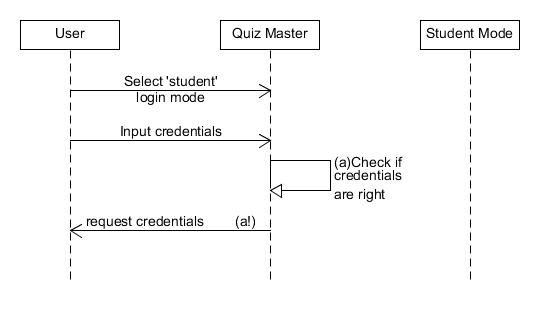 User
Quiz Master
Student Mode
Select 'student'
login mode
Input credentials
(a)Check if
credentials
are right
request credentials (a!)